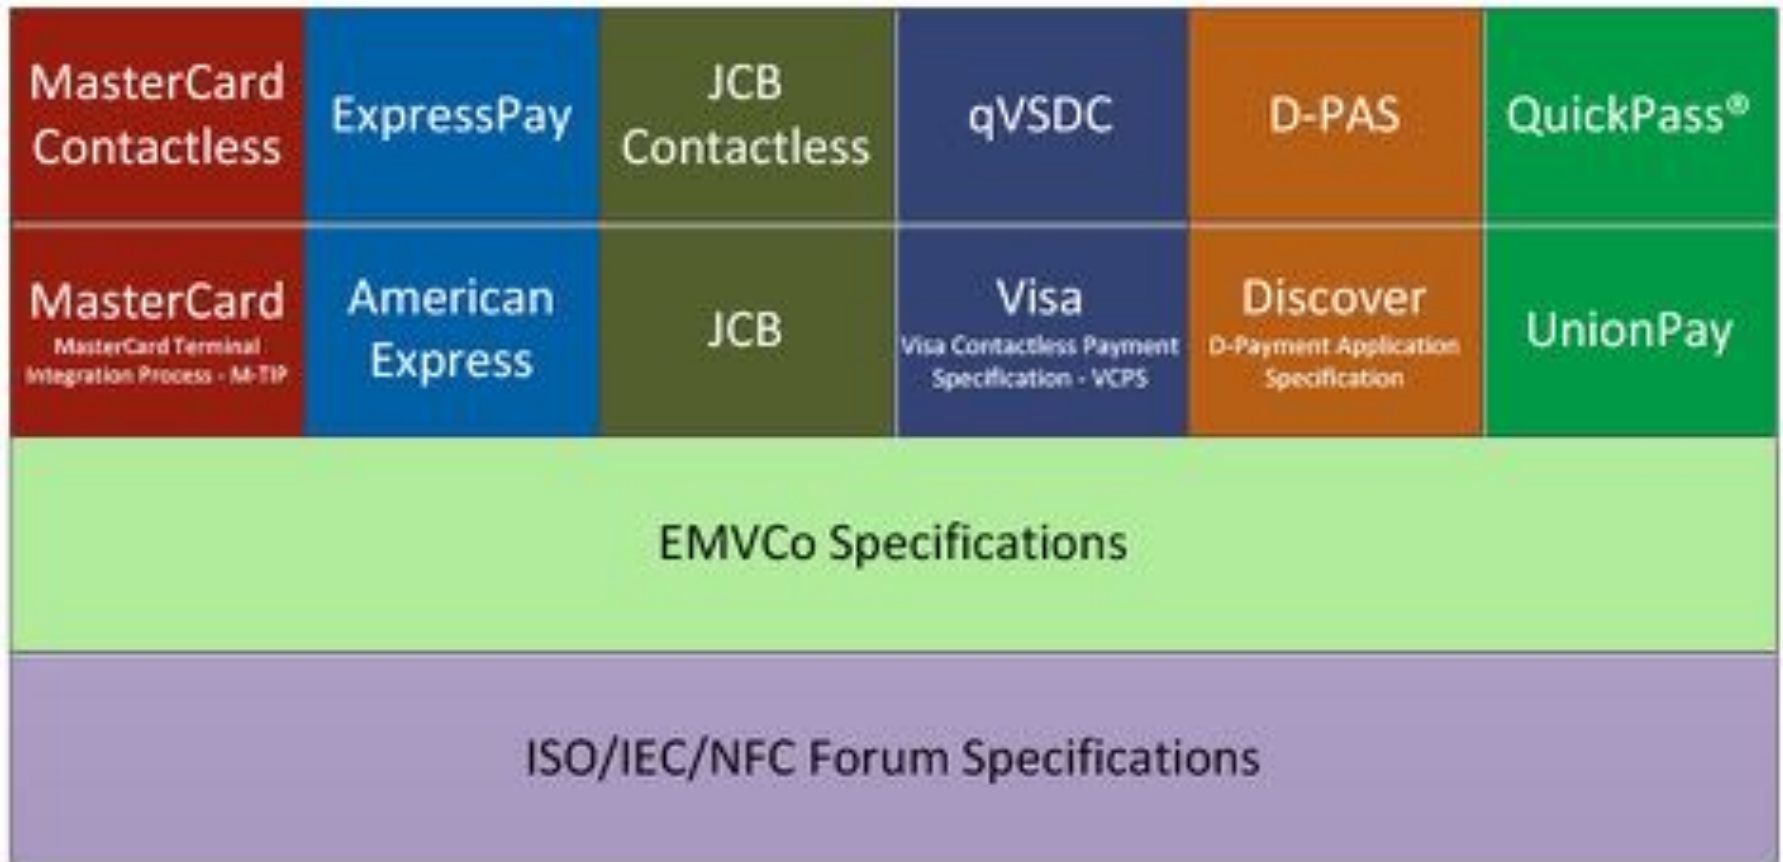 MasterCard
Contactless
ExpressPay
JCB
Contactless
qVSDC
D-PAS
QuickPass®
MasterCard
MasterCard Terminal
Integration Process - M-TIP
American
Express
JCB
Visa
Visa Contactless Payment
Specification - VCPS
Discover
D-Payment Application
Specification
UnionPay
EMVCo Specifications
ISO/IEC/NFC Forum Specifications